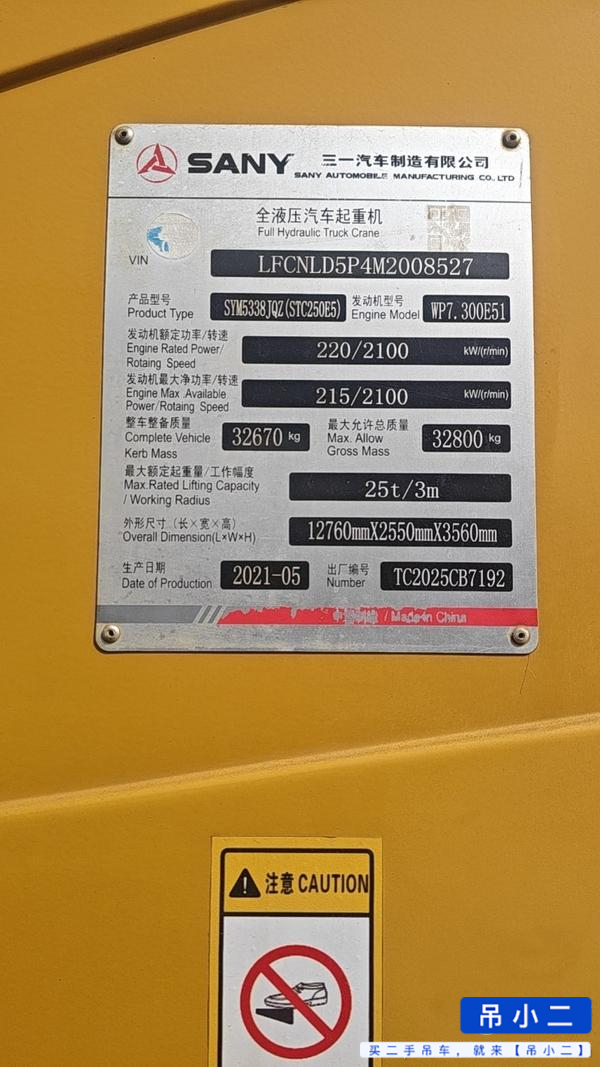 SANY 三一汽车制造有限公司
SANY AUTOMOBILE MANUFACTURING CO., LTD
全液压汽车起重机
Full Hydraulic Truck Crane
VIN LFCNLD5P4M2008527
产品型号 发动机型号
Product Type SYM5338JQZ(STC250E5) Engine Model WP7.300E51
发动机额定功率/转速
Engine Rated Power/ 220/2100 kW/(r/min)
Rotaing Speed
发动机最大净功率/转速
Engine Max .Available 215/2100 kW/(r/min)
Power/Rotaing Speed
整车整备质量 最大允许总质量
Complete Vehicle 32670 kg Max. Allow 32800 kg
Kerb Mass Gross Mass
最大额定起重量/工作幅度
Max.Rated Lifting Capacity 25t/3m
/ Working Radius
外形尺寸（长×宽×高）
Overall Dimension(L×W×H) 12760mmX2550mmX3560mm
生产日期 出厂编号
Date of Production 2021-05 Number TC2025CB7192
/ Made in China
注意 CAUTION
吊小二
买二手吊车，就来【吊小二】